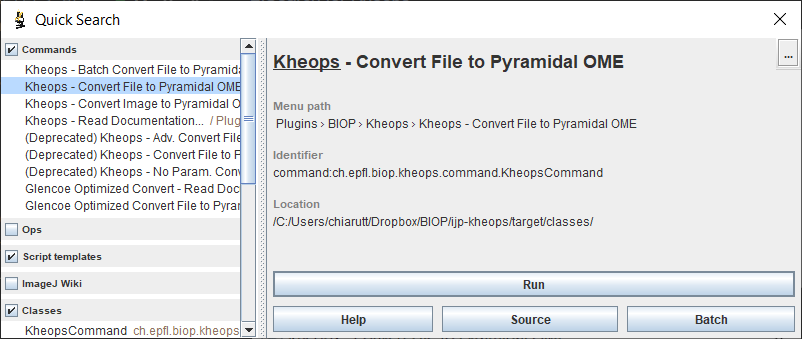 Quick Search
Commands
Kheops - Batch Convert File to Pyramida
Kheops - Convert File to Pyramidal OME
Kheops - Convert Image to Pyramidal O
Kheops - Read Documentation... / Plug
(Deprecated) Kheops - Adv. Convert File
(Deprecated) Kheops - Convert File to P
(Deprecated) Kheops - No Param. Conv
Glencoe Optimized Convert - Read Doc
Glencoe Optimized Convert File to Pyra
Ops
Script templates
ImageJ Wiki
Classes
KheopsCommand ch.epfl.biop.kheops
Kheops - Convert File to Pyramidal OME
...
Menu path
Plugins › BIOP › Kheops › Kheops - Convert File to Pyramidal OME
Identifier
command:ch.epfl.biop.kheops.command.KheopsCommand
Location
/C:/Users/chiarutt/Dropbox/BIOP/ijp-kheops/target/classes/
Run
Help
Source
Batch